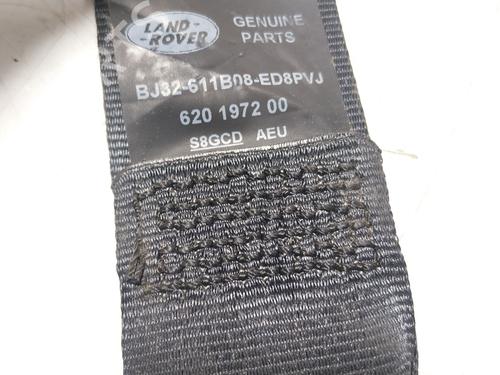 LAND-
ROVER
GENUINE
PARTS
BJ32-611B08-ED8PVJ
620 1972 00
S8GCD AEU